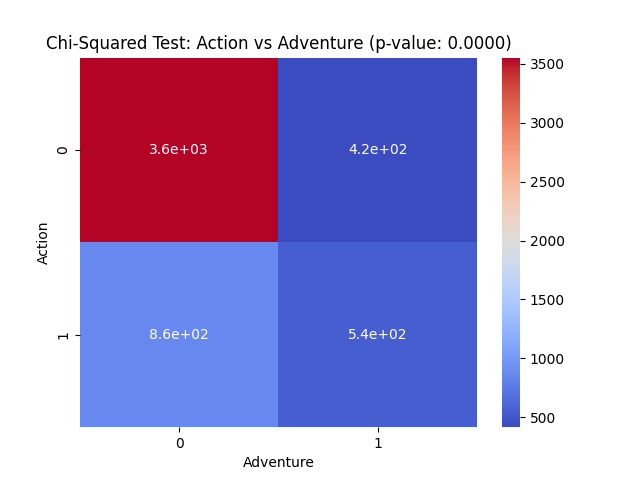 Chi-Squared Test: Action vs Adventure (p-value: 0.0000)
3500
3000
2500
2000
1500
1000
500
0
1
Action
3.6e+03 4.2e+02
8.6e+02 5.4e+02
0 1
Adventure